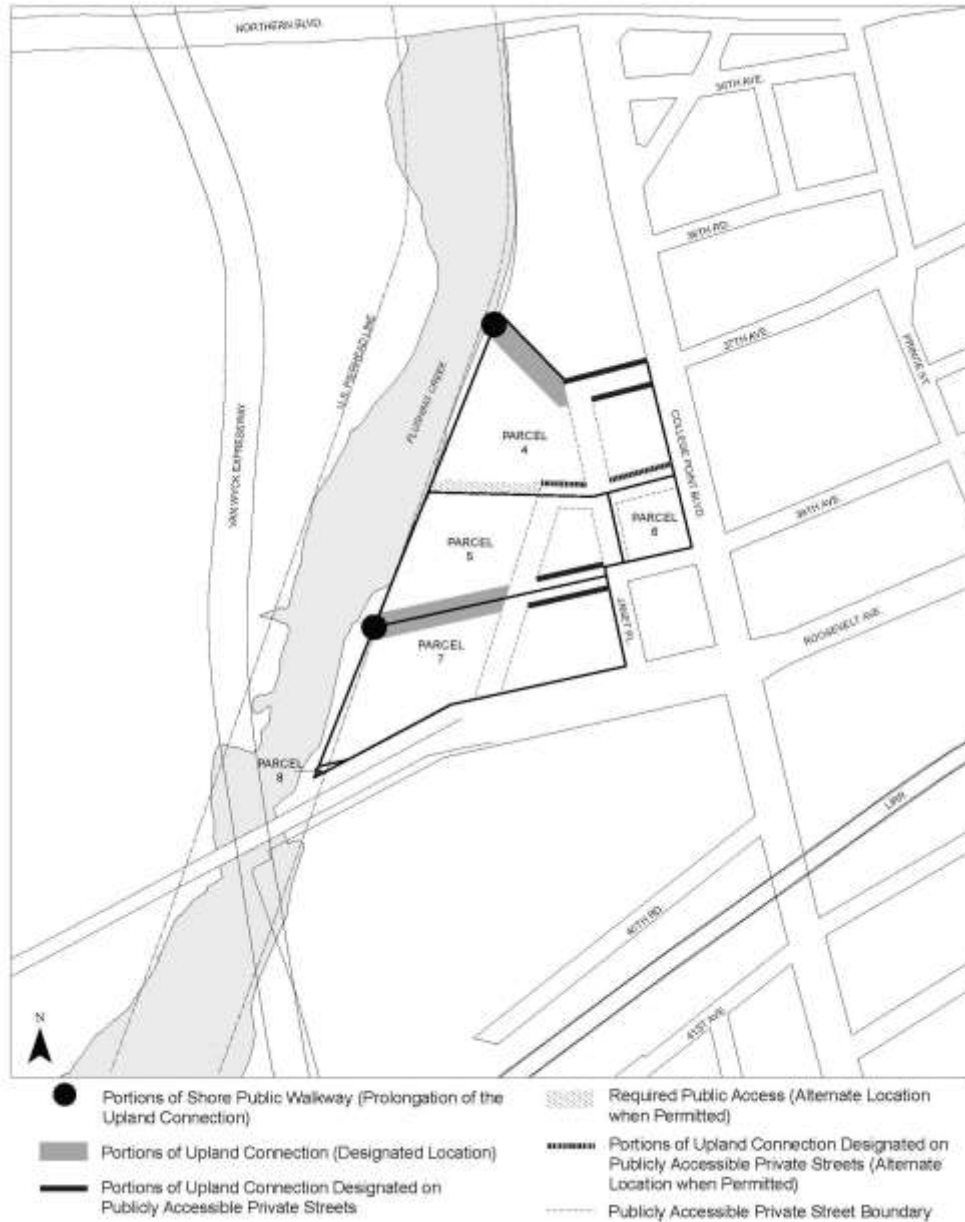 NORTHERN BLVD.
36TH AVE.
36TH RD.
37TH AVE.
PRINCE ST.
U.S. PIERHEAD LINE
FLUSHING CREEK
VAN WYCK EXPRESSWAY
COLLEGE POINT BLVD.
PARCEL
4
39TH AVE.
PARCEL
6
PARCEL
5
JANET PL.
ROOSEVELT AVE.
PARCEL
7
PARCEL
8
LIRR
40TH RD.
41ST AVE.
N
Portions of Shore Public Walkway (Prolongation of the
Upland Connection)
Portions of Upland Connection (Designated Location)
Portions of Upland Connection Designated on
Publicly Accessible Private Streets
Required Public Access (Alternate Location
when Permitted)
Portions of Upland Connection Designated on
Publicly Accessible Private Streets (Alternate
Location when Permitted)
Publicly Accessible Private Street Boundary